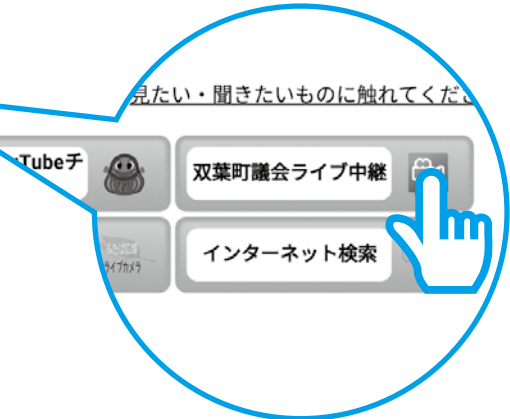 見たい・聞きたいものに触れてくだ
Tubeチ
双葉町議会ライブ中継
インターネット検索
ライブカメラ